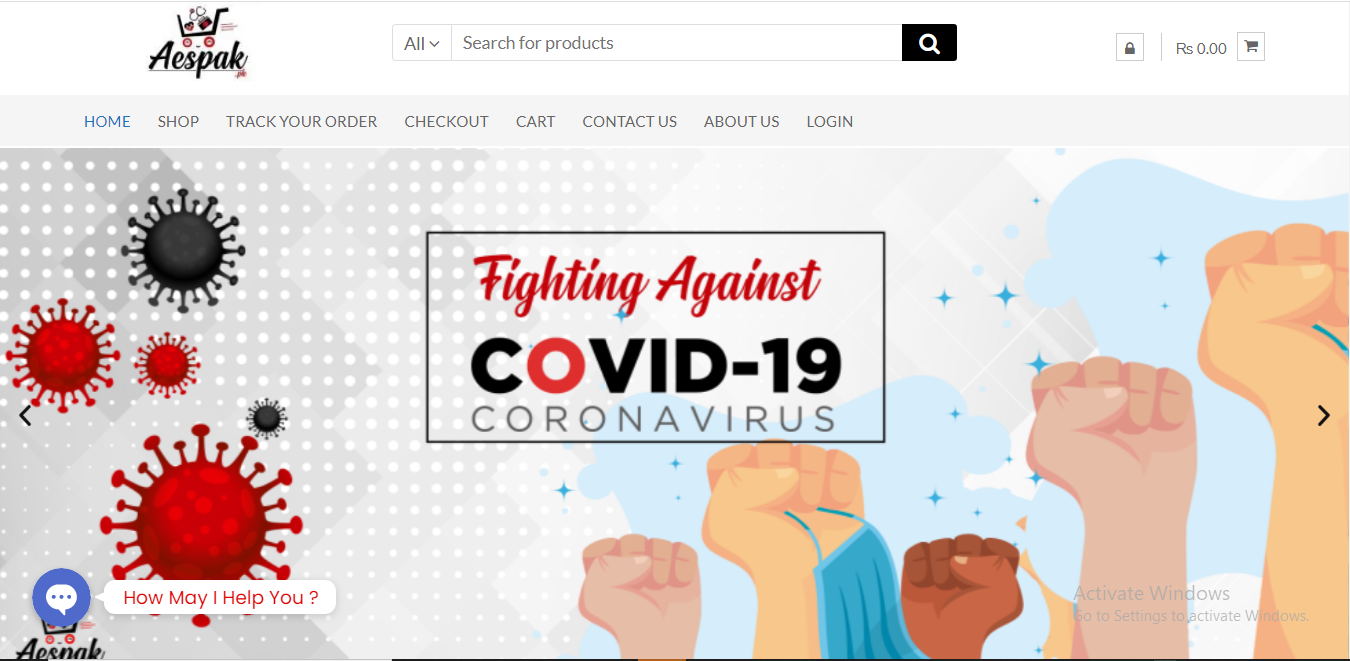 Aespak
.pk
All
Search for products
₨ 0.00
HOME SHOP TRACK YOUR ORDER CHECKOUT CART CONTACT US ABOUT US LOGIN
Fighting Against
COVID-19
CORONAVIRUS
How May I Help You ?
Activate Windows
Go to Settings to activate Windows.
Aespak